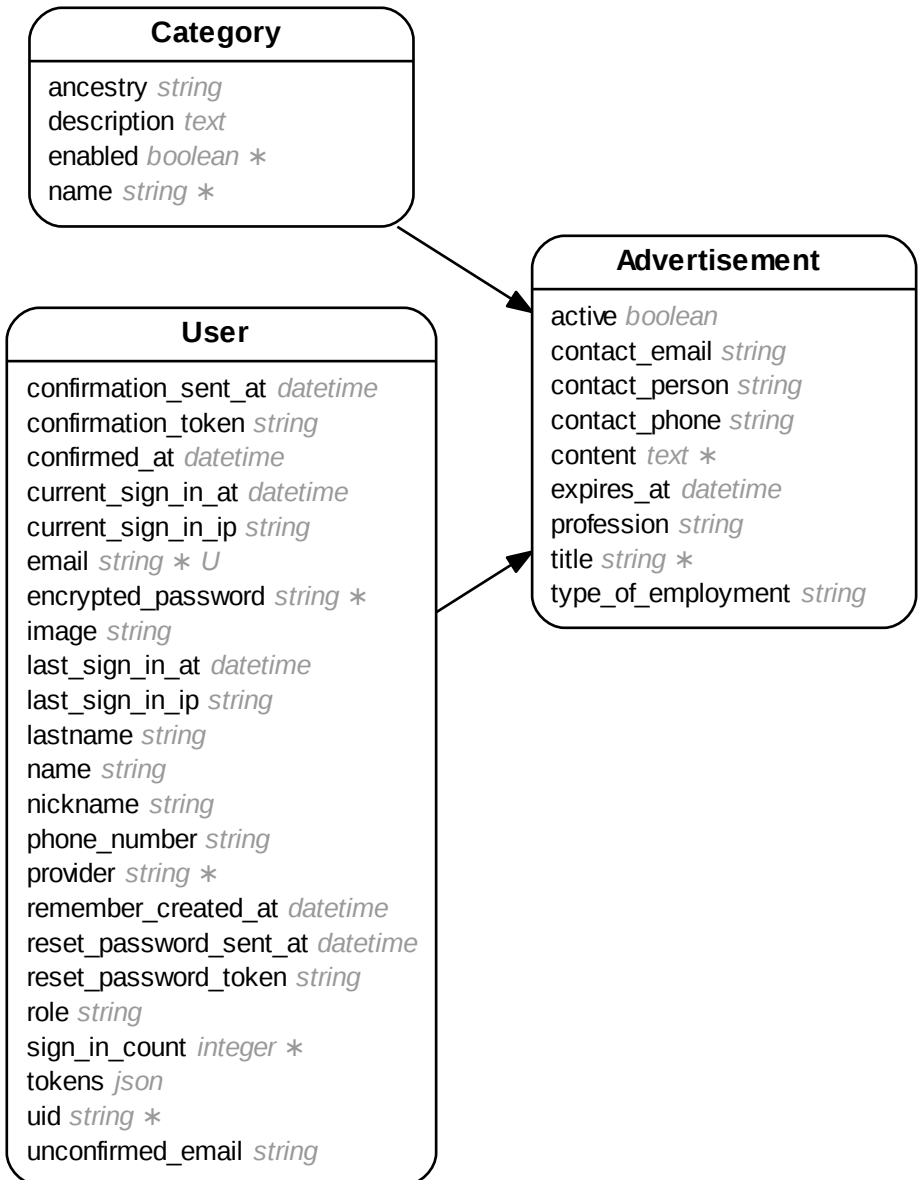 Category
ancestry string
description text
enabled boolean ∗
name string ∗
Advertisement
active boolean
contact_email string
contact_person string
contact_phone string
content text ∗
expires_at datetime
profession string
title string ∗
type_of_employment string
User
confirmation_sent_at datetime
confirmation_token string
confirmed_at datetime
current_sign_in_at datetime
current_sign_in_ip string
email string ∗ U
encrypted_password string ∗
image string
last_sign_in_at datetime
last_sign_in_ip string
lastname string
name string
nickname string
phone_number string
provider string ∗
remember_created_at datetime
reset_password_sent_at datetime
reset_password_token string
role string
sign_in_count integer ∗
tokens json
uid string ∗
unconfirmed_email string